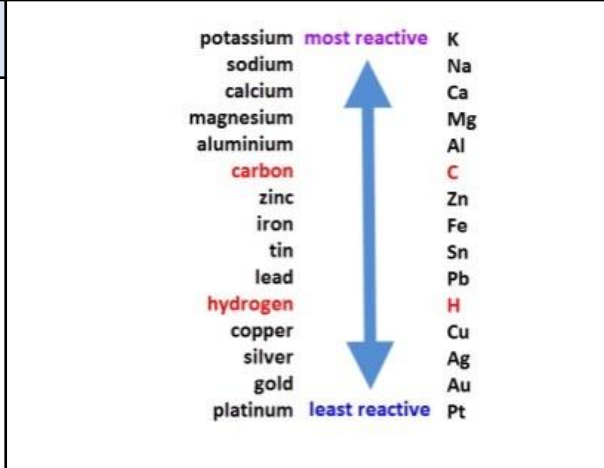 potassium most reactive K
sodium Na
calcium Ca
magnesium Mg
aluminium Al
carbon C
zinc Zn
iron Fe
tin Sn
lead Pb
hydrogen H
copper Cu
silver Ag
gold Au
platinum least reactive Pt